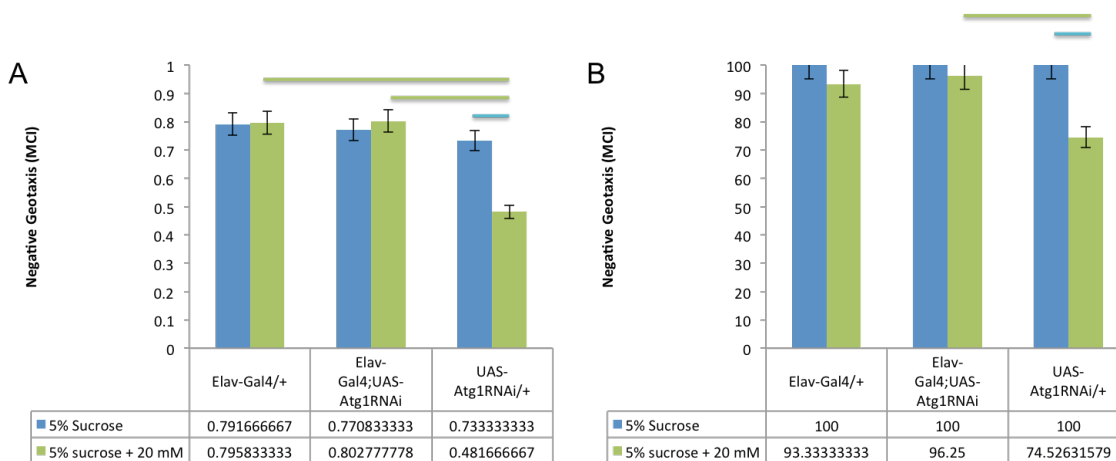 A
Negative Geotaxis (MCI)
1
0.9
0.8
0.7
0.6
0.5
0.4
0.3
0.2
0.1
0
Elav-Gal4/+
Elav-
Gal4;UAS-
Atg1RNAi
UAS-
Atg1RNAi/+
5% Sucrose 0.791666667 0.770833333 0.733333333
5% sucrose + 20 mM 0.795833333 0.802777778 0.481666667
B
Negative Geotaxis (MCI)
100
90
80
70
60
50
40
30
20
10
0
Elav-Gal4/+
Elav-
Gal4;UAS-
Atg1RNAi
UAS-
Atg1RNAi/+
5% Sucrose 100 100 100
5% sucrose + 20 mM 93.33333333 96.25 74.52631579